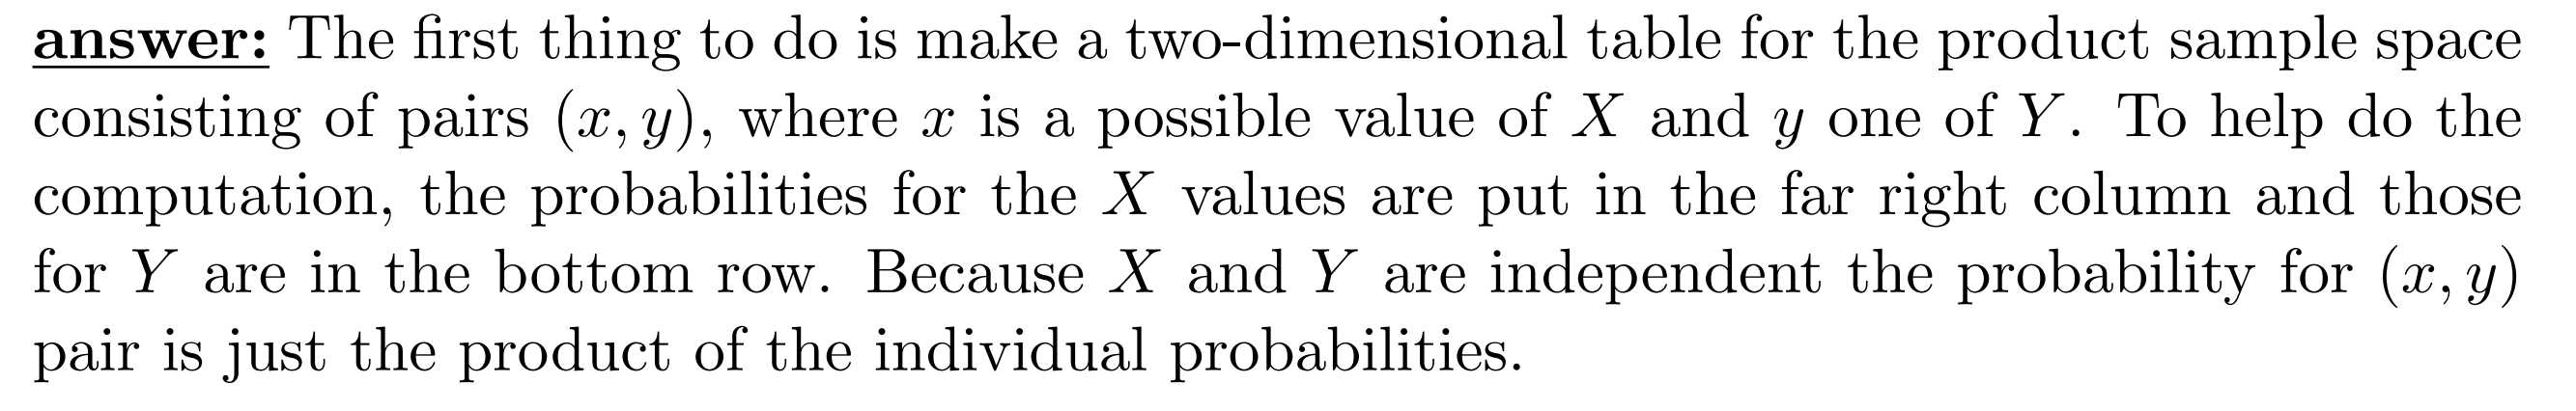 answer: The first thing to do is make a two-dimensional table for the product sample space
consisting of pairs (x, y), where x is a possible value of X and y one of Y. To help do the
computation, the probabilities for the X values are put in the far right column and those
for Y are in the bottom row. Because X and Y are independent the probability for (x, y)
pair is just the product of the individual probabilities.